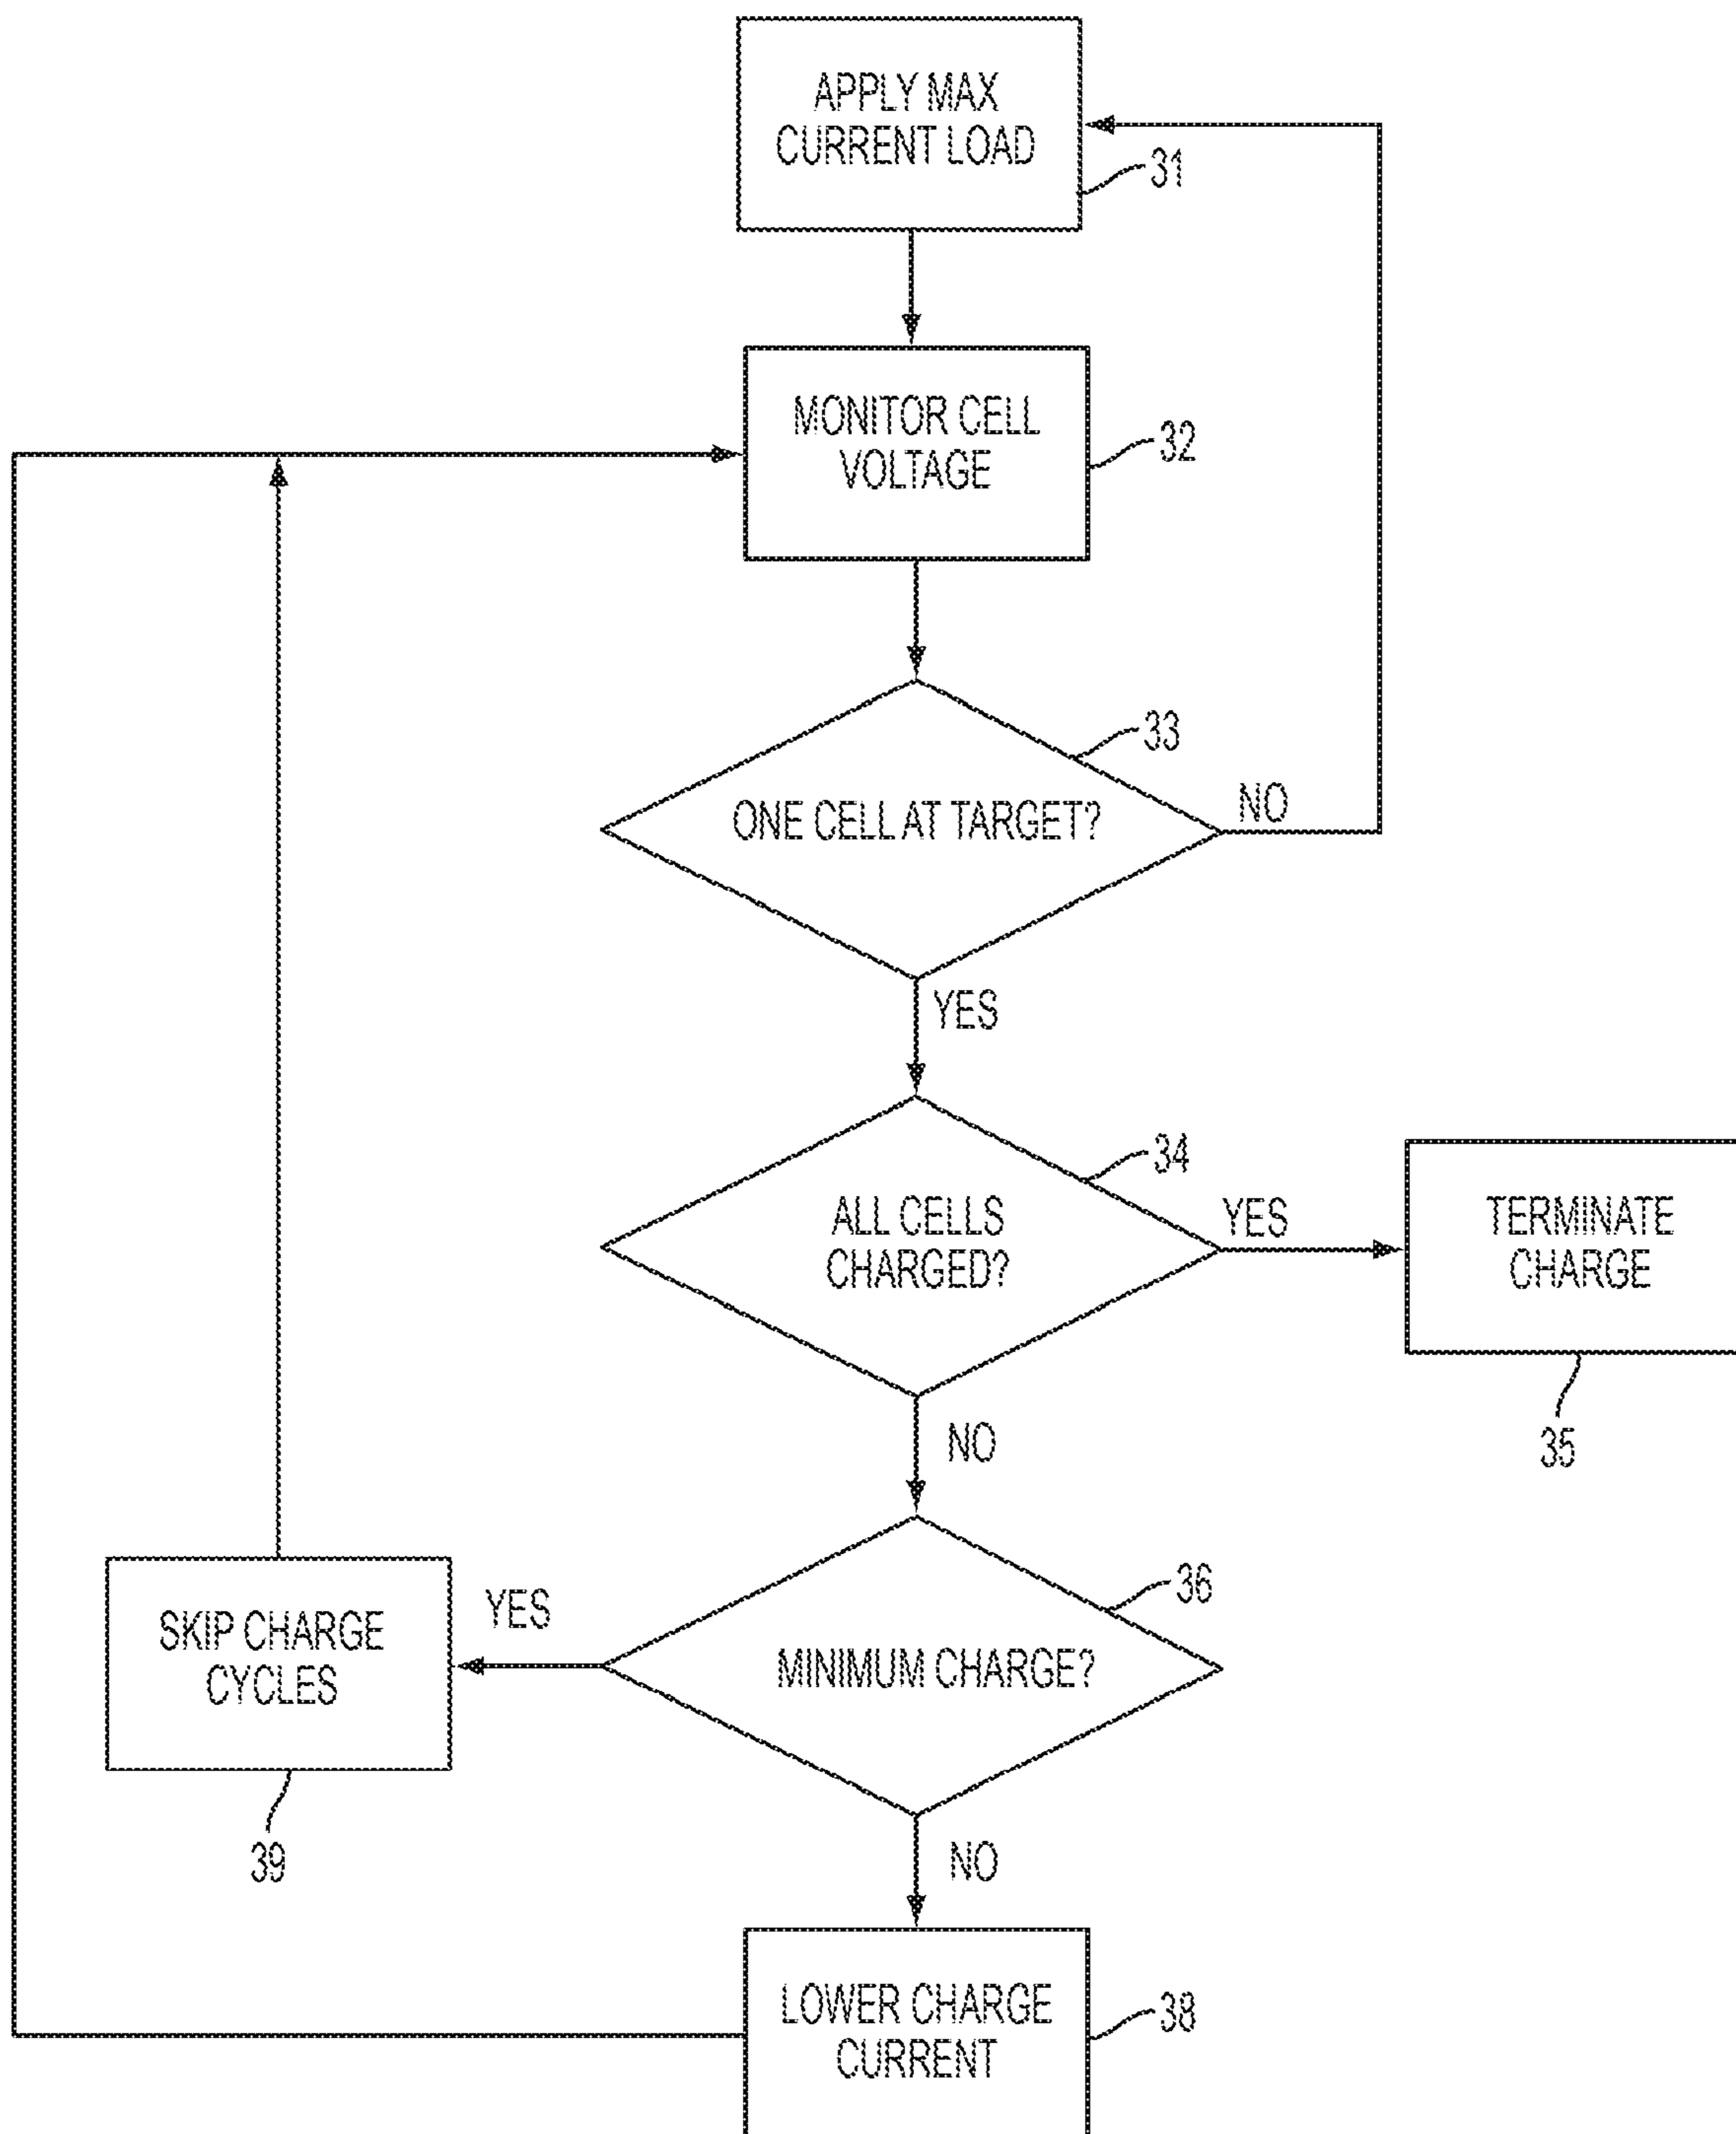 APPLY MAX
CURRENT LOAD
31
MONITOR CELL
VOLTAGE
32
33
ONE CELL AT TARGET?
NO
YES
34
ALL CELLS
CHARGED?
YES
TERMINATE
CHARGE
35
NO
36
MINIMUM CHARGE?
YES
SKIP CHARGE
CYCLES
39
NO
LOWER CHARGE
CURRENT
38